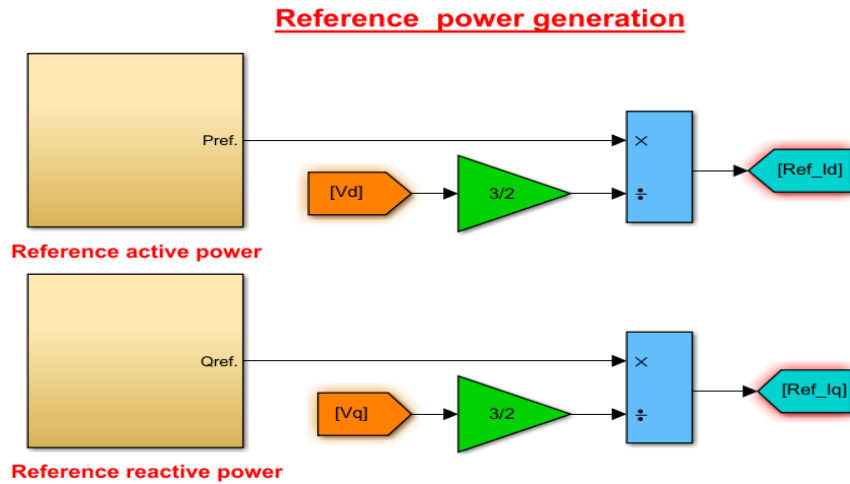 Reference power generation
Pref.
×
[Vd]
3/2
÷
[Ref_Id]
Reference active power
Qref.
×
[Vq]
3/2
÷
[Ref_Iq]
Reference reactive power